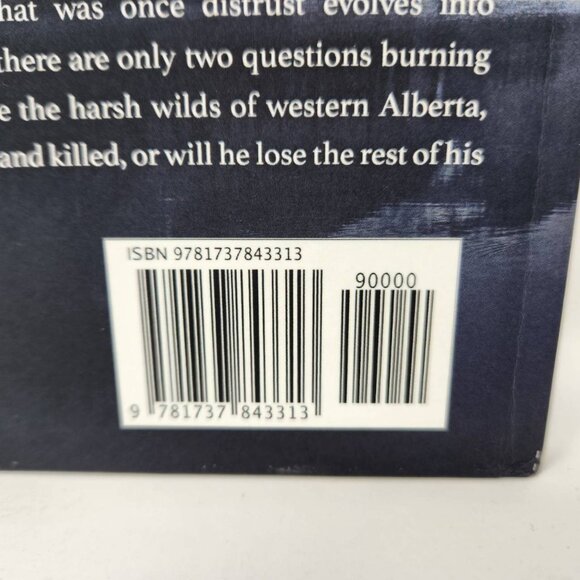 hat was once distrust evolves into
there are only two questions burning
e the harsh wilds of western Alberta,
and killed, or will he lose the rest of his
ISBN 9781737843313
90000
9 781737 843313